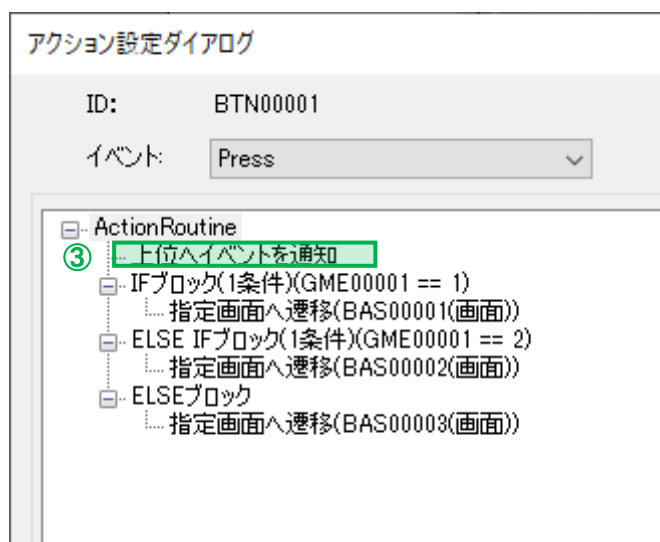 アクション設定ダイアログ
ID: BTN00001
イベント: Press
ActionRoutine
③ 上位へイベントを通知
IFブロック(1条件)(GME00001 == 1)
指定画面へ遷移(BAS00001(画面))
ELSE IFブロック(1条件)(GME00001 == 2)
指定画面へ遷移(BAS00002(画面))
ELSEブロック
指定画面へ遷移(BAS00003(画面))